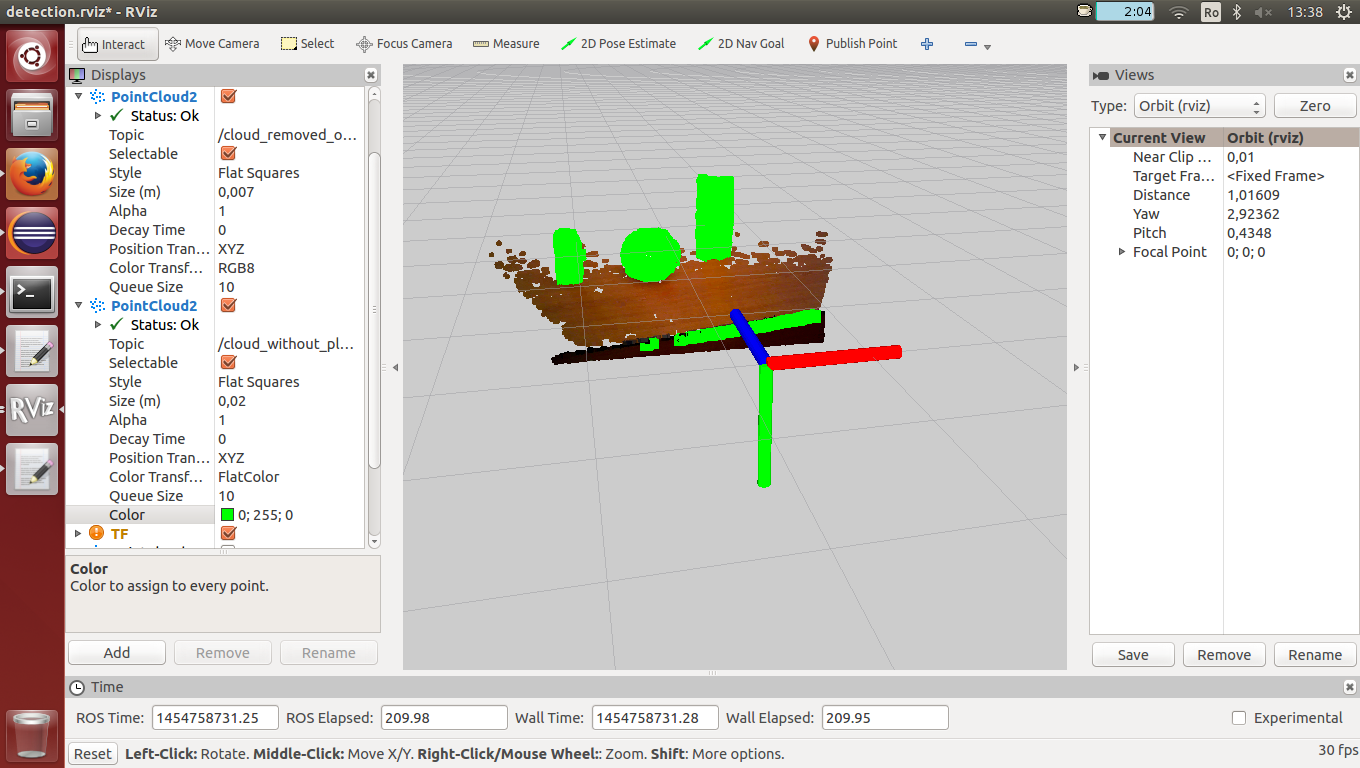 detection.rviz* - RViz
2:04
Ro
13:38
Interact
Move Camera
Select
Focus Camera
Measure
2D Pose Estimate
2D Nav Goal
Publish Point
Displays
PointCloud2
Status: Ok
Topic /cloud_removed_o...
Selectable
Style Flat Squares
Size (m) 0,007
Alpha 1
Decay Time 0
Position Tran... XYZ
Color Transf... RGB8
Queue Size 10
PointCloud2
Status: Ok
Topic /cloud_without_pl...
Selectable
Style Flat Squares
Size (m) 0,02
Alpha 1
Decay Time 0
Position Tran... XYZ
Color Transf... FlatColor
Queue Size 10
Color 0; 255; 0
TF
Color
Color to assign to every point.
Add Remove Rename
Views
Type: Orbit (rviz) Zero
Current View Orbit (rviz)
Near Clip ... 0,01
Target Fra... <Fixed Frame>
Distance 1,01609
Yaw 2,92362
Pitch 0,4348
Focal Point 0; 0; 0
Save Remove Rename
RViz
Time
ROS Time: 1454758731.25 ROS Elapsed: 209.98 Wall Time: 1454758731.28 Wall Elapsed: 209.95 Experimental
Reset Left-Click: Rotate. Middle-Click: Move X/Y. Right-Click/Mouse Wheel:: Zoom. Shift: More options. 30 fps